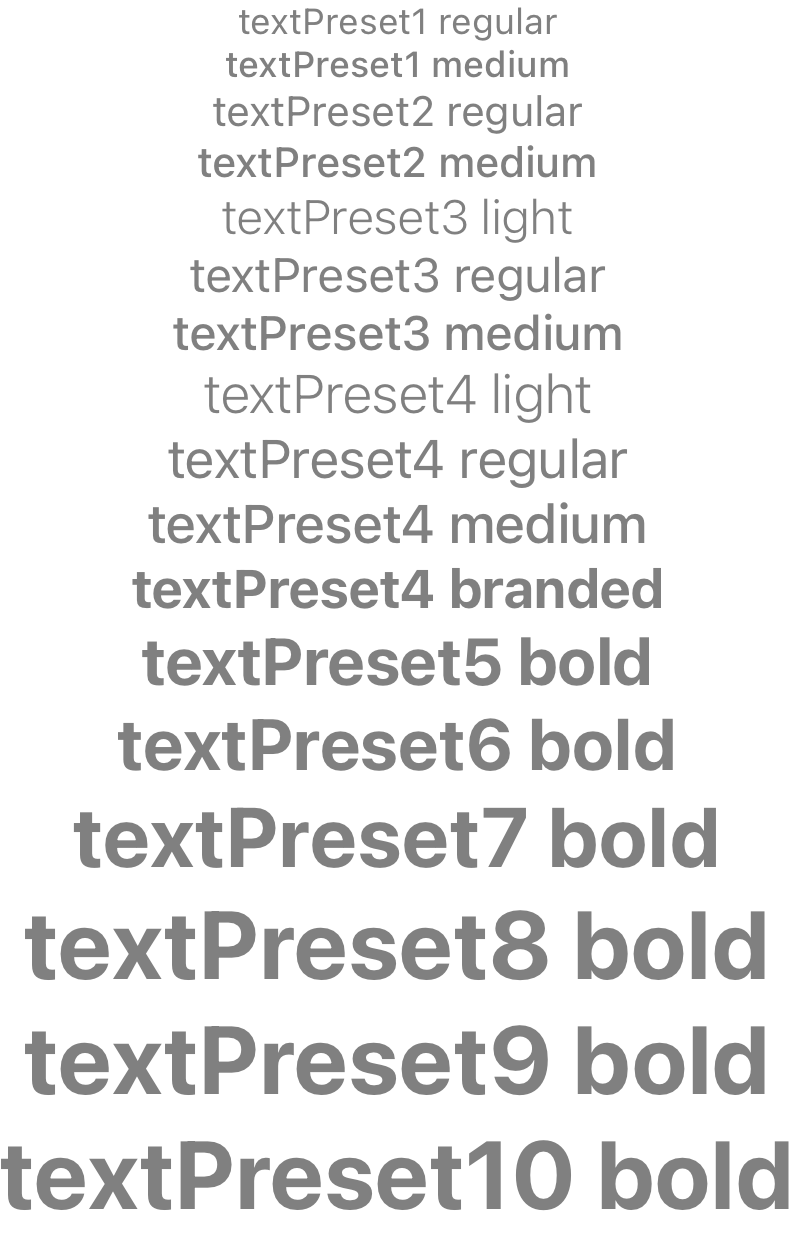 textPreset1 regular
textPreset1 medium
textPreset2 regular
textPreset2 medium
textPreset3 light
textPreset3 regular
textPreset3 medium
textPreset4 light
textPreset4 regular
textPreset4 medium
textPreset4 branded
textPreset5 bold
textPreset6 bold
textPreset7 bold
textPreset8 bold
textPreset9 bold
textPreset10 bold